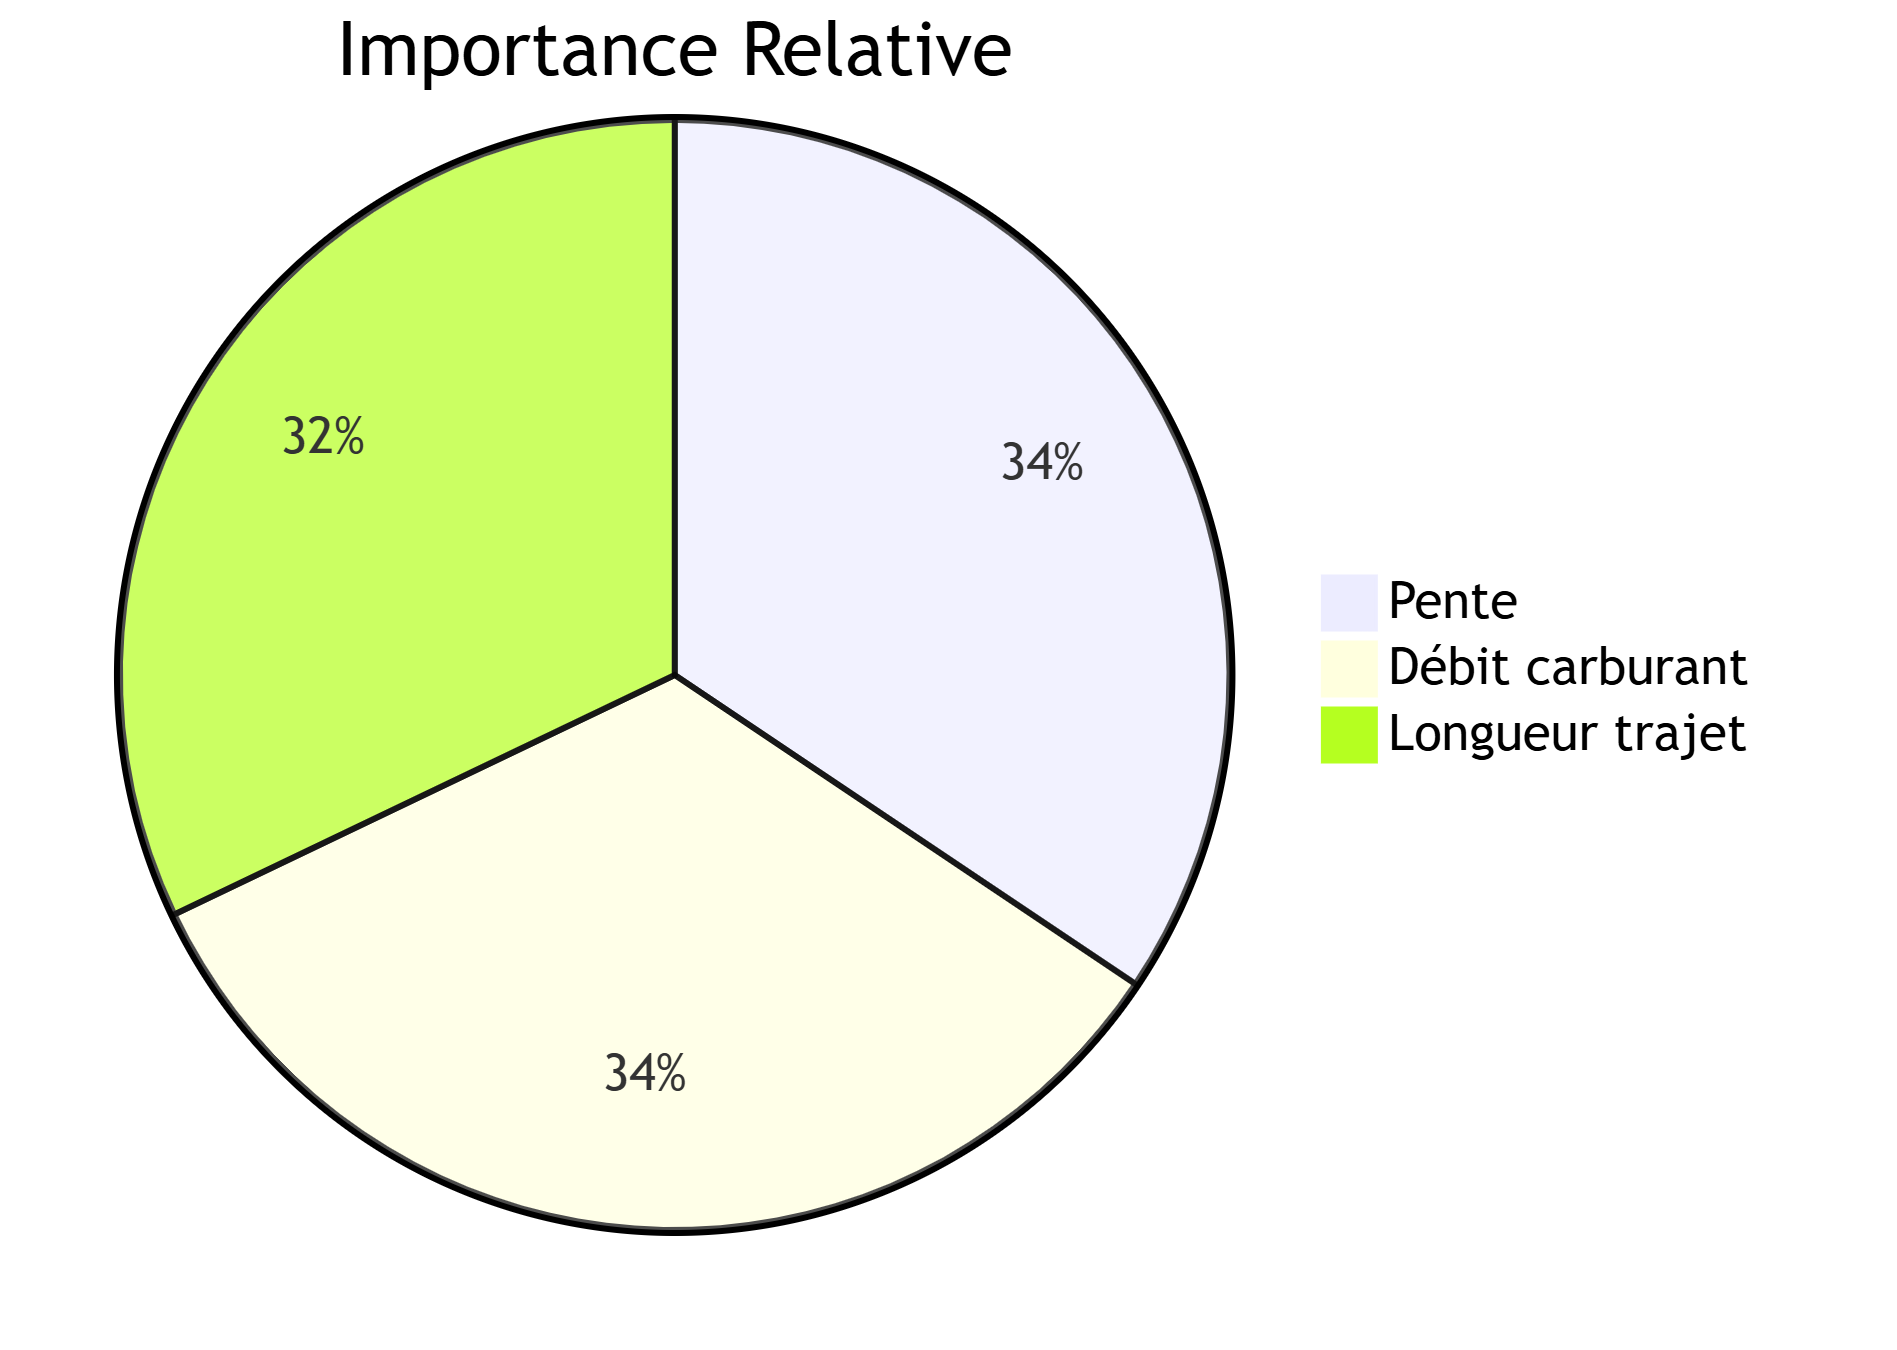 Importance Relative
32%
34%
34%
Pente
Débit carburant
Longueur trajet